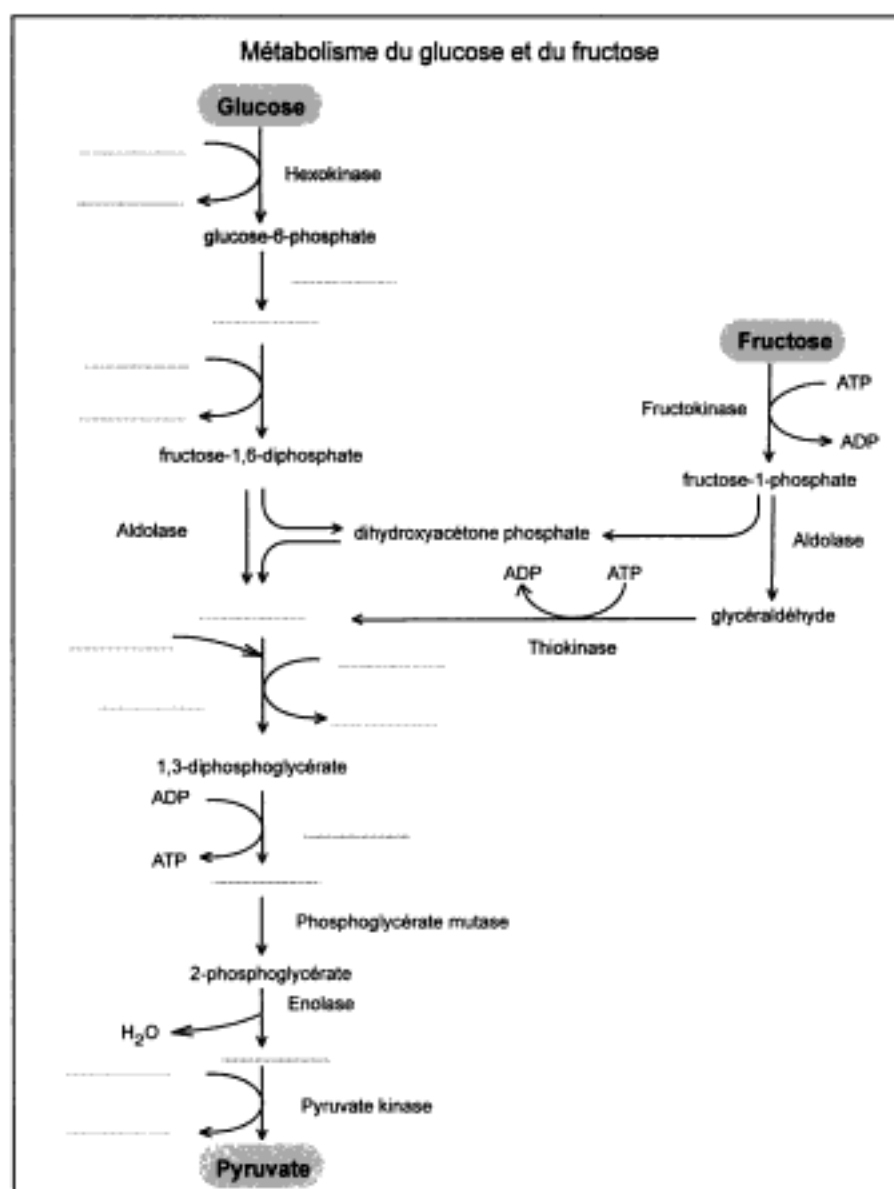 Métabolisme du glucose et du fructose
Glucose
Hexokinase
glucose-6-phosphate
Fructose
ATP
Fructokinase
ADP
fructose-1,6-diphosphate
fructose-1-phosphate
Aldolase
dihydroxyacétone phosphate
Aldolase
ADP
ATP
glycéraldéhyde
Thiokinase
1,3-diphosphoglycérate
ADP
ATP
Phosphoglycérate mutase
2-phosphoglycérate
Enolase
H2O
Pyruvate kinase
Pyruvate